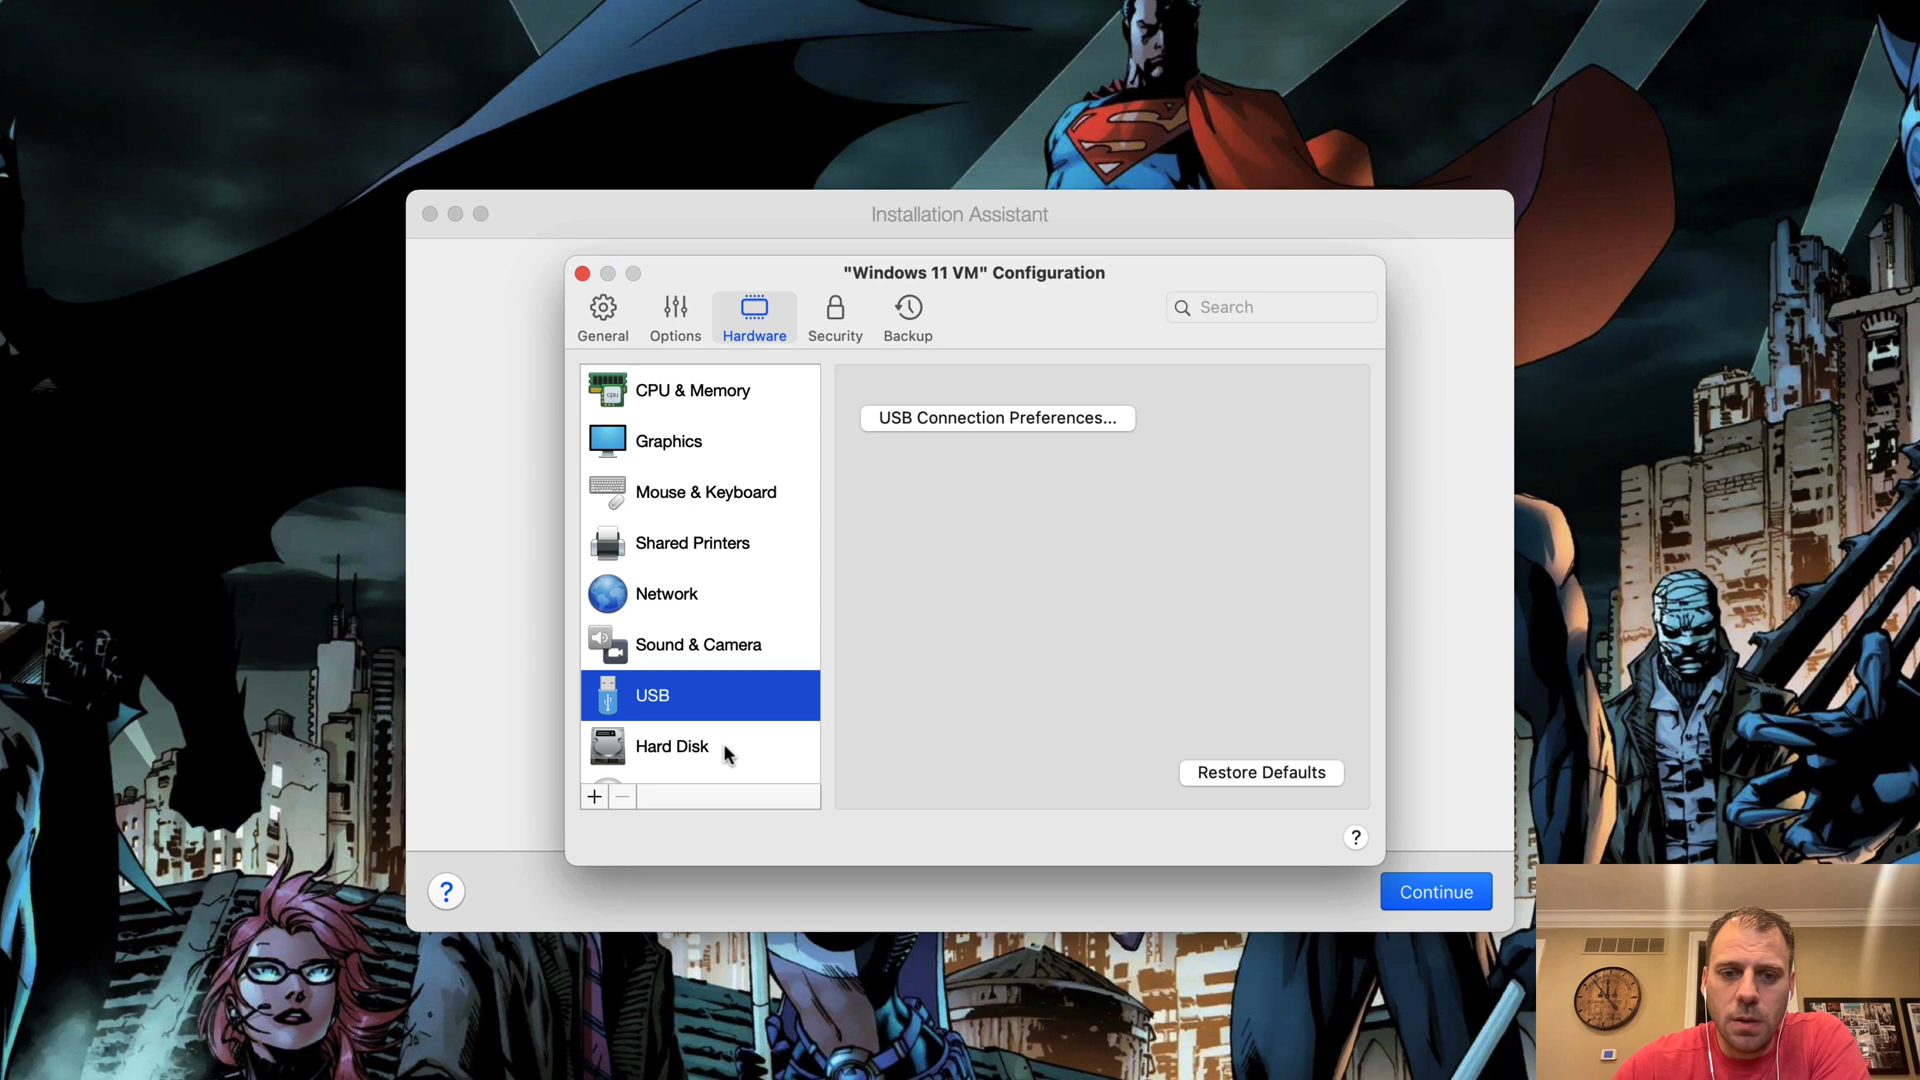 Installation Assistant
"Windows 11 VM" Configuration
General
Options
Hardware
Security
Backup
Search
CPU & Memory
Graphics
Mouse & Keyboard
Shared Printers
Network
Sound & Camera
USB
Hard Disk
USB Connection Preferences...
Restore Defaults
?
?
Continue